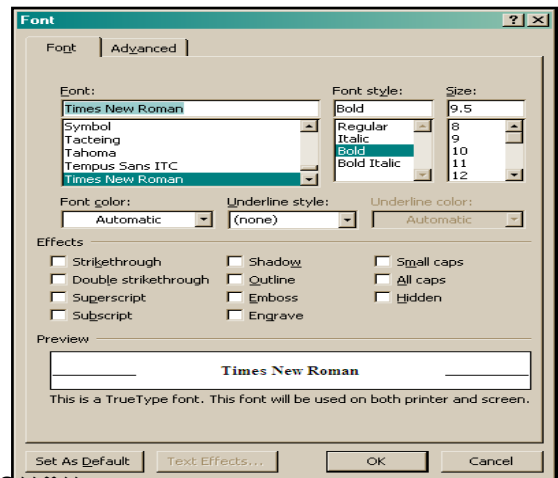 Font
Font Advanced
Font: Font style: Size:
Times New Roman Bold 9.5
Symbol Regular 8
Tacteing Italic 9
Tahoma Bold 10
Tempus Sans ITC Bold Italic 11
Times New Roman 12
Font color: Underline style: Underline color:
Automatic (none) Automatic
Effects
Strikethrough Shadow Small caps
Double strikethrough Outline All caps
Superscript Emboss Hidden
Subscript Engrave
Preview
Times New Roman
This is a TrueType font. This font will be used on both printer and screen.
Set As Default Text Effects... OK Cancel